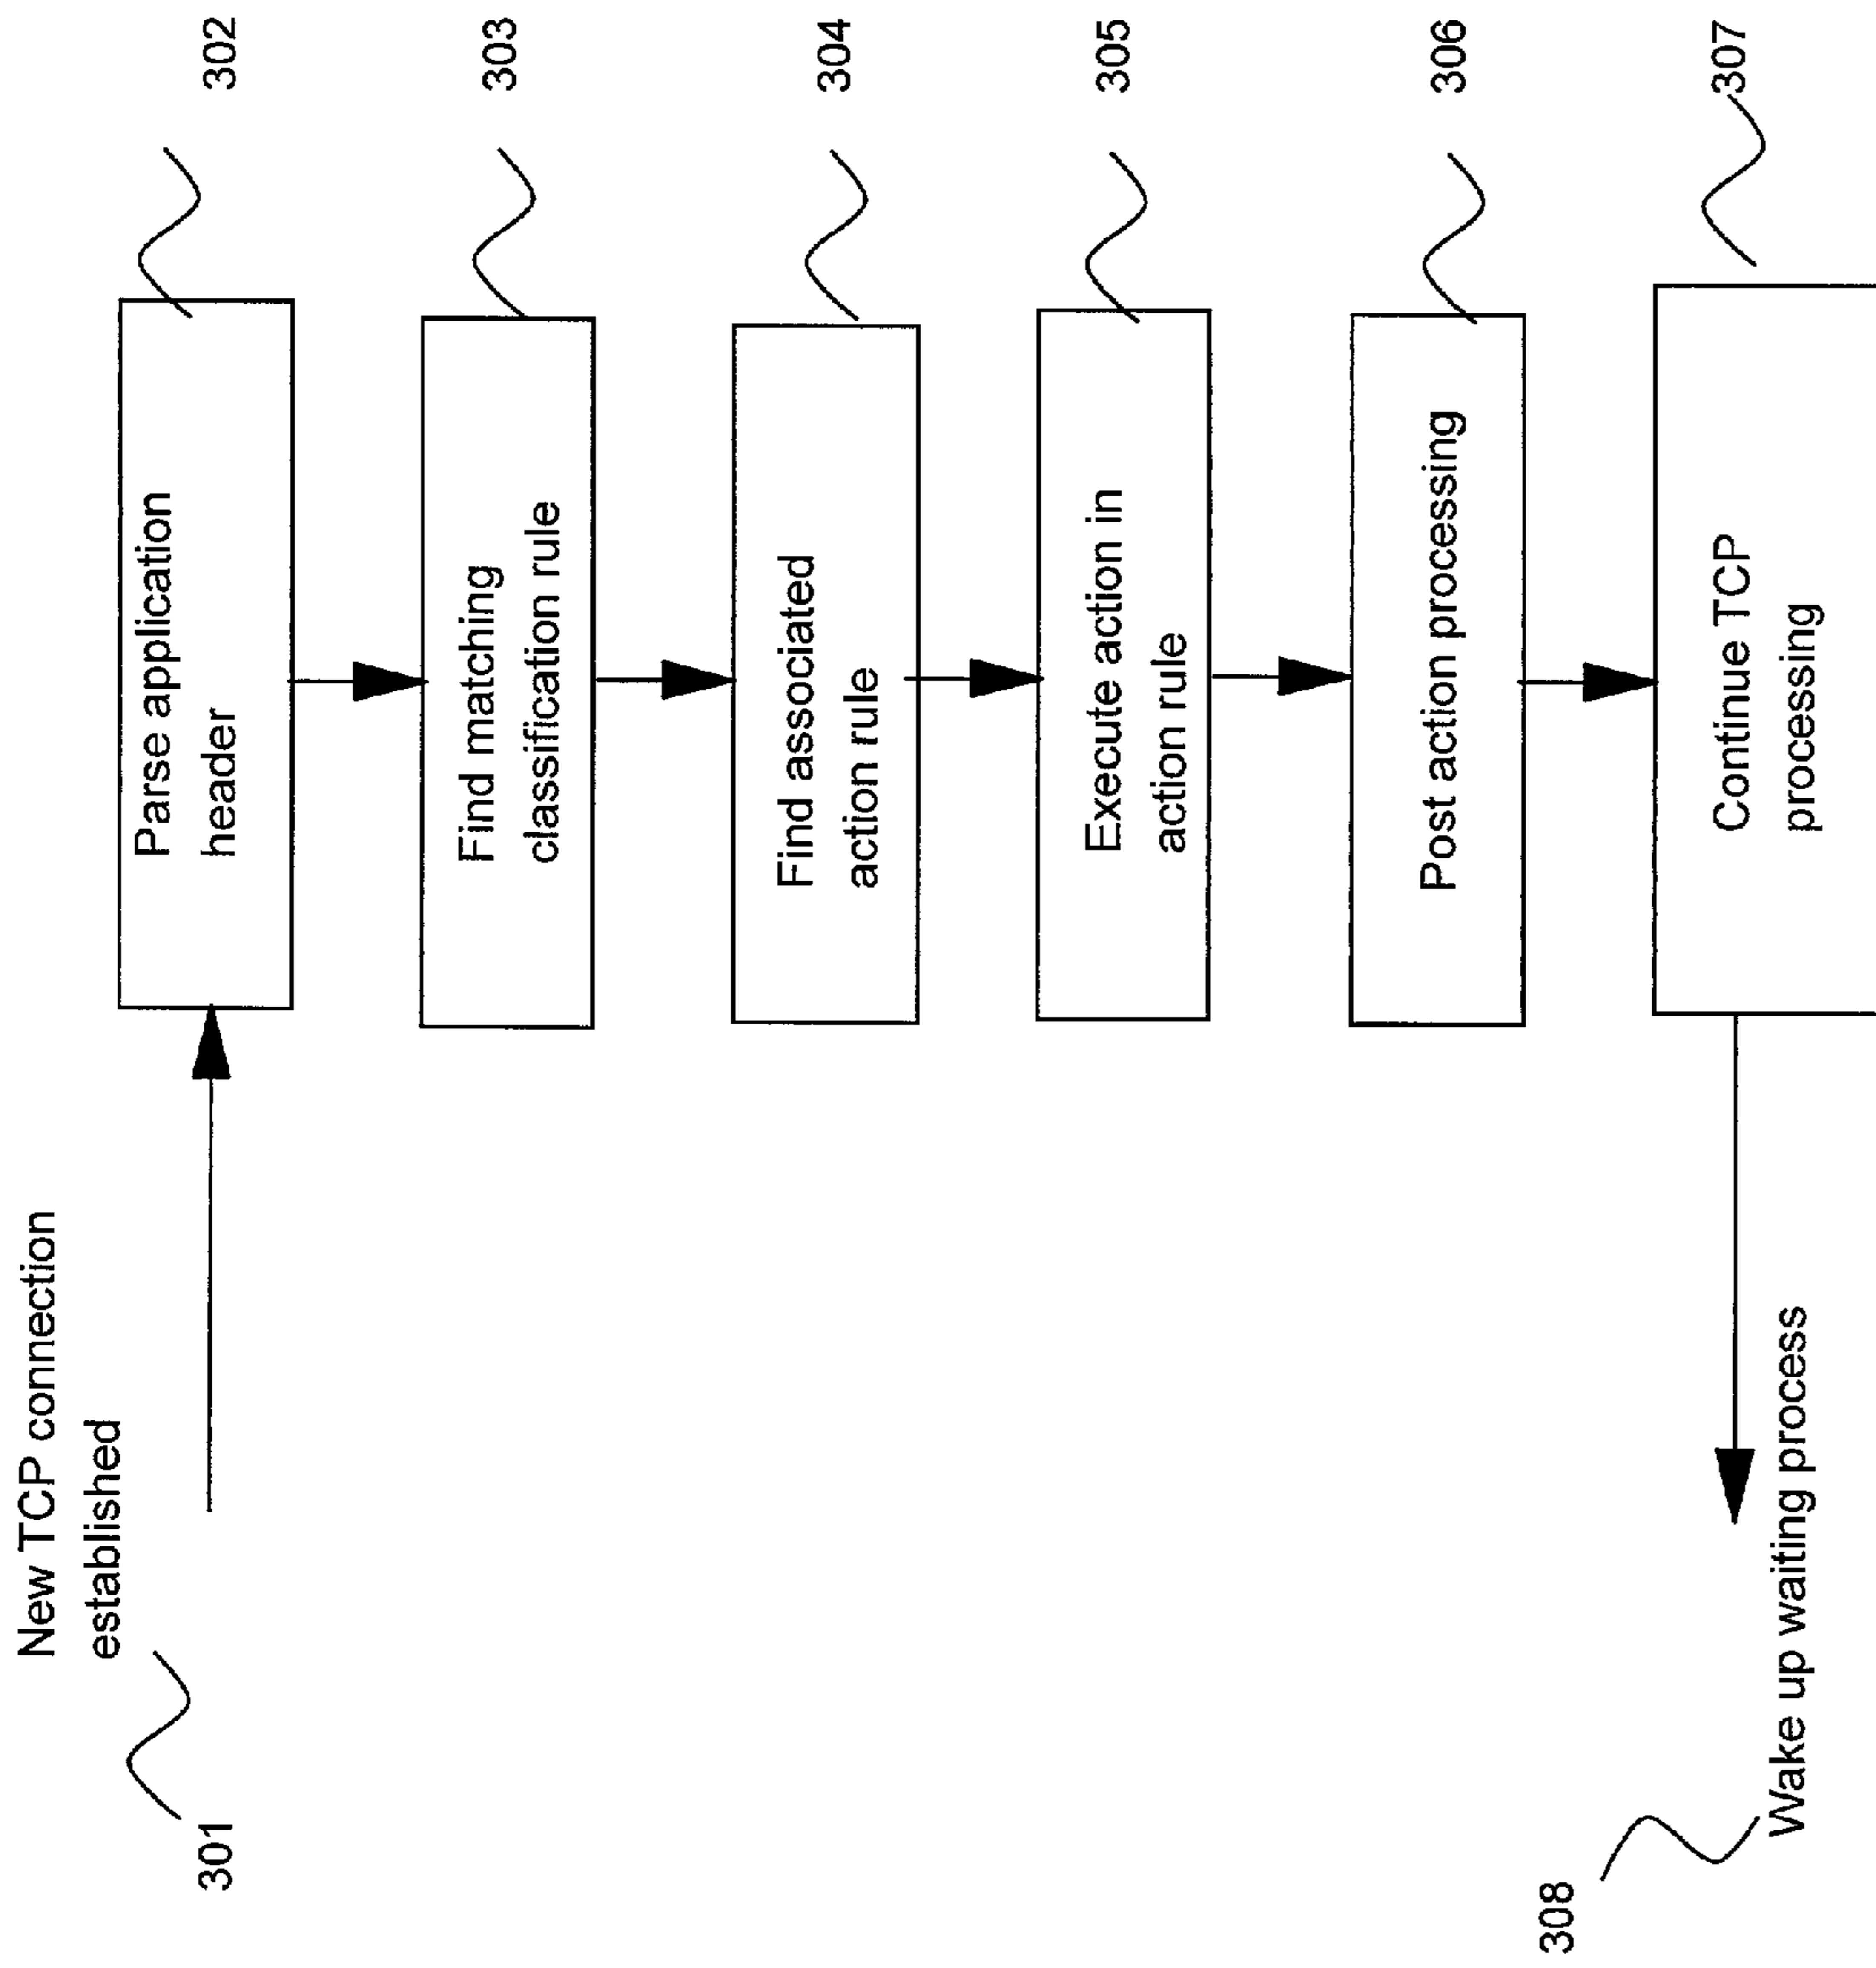 New TCP connection
established
301
Parse application
header
302
Find matching
classification rule
303
Find associated
action rule
304
Execute action in
action rule
305
Post action processing
306
Continue TCP
processing
307
Wake up waiting process
308